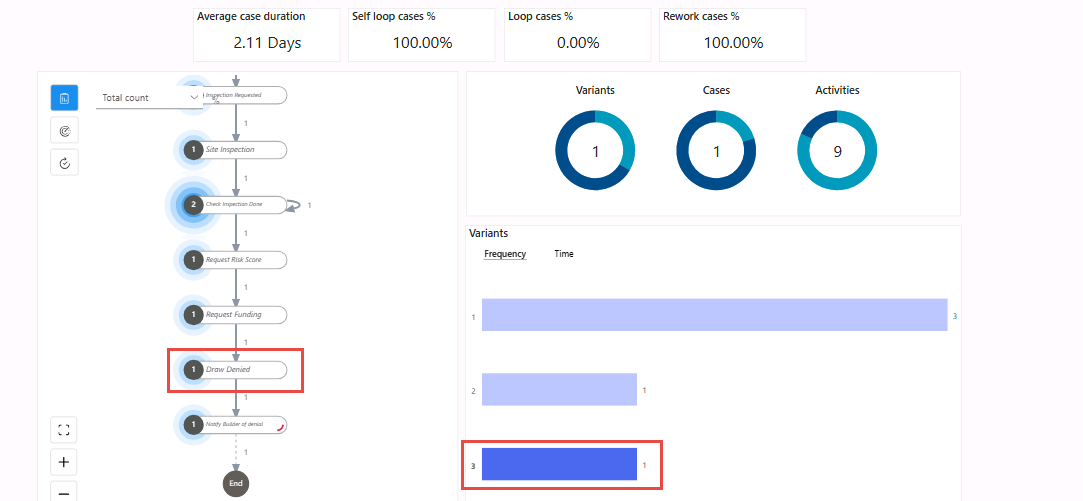 Average case duration
2.11 Days
Self loop cases %
100.00%
Loop cases %
0.00%
Rework cases %
100.00%
Total count
Inspection Requested
1
1 Site Inspection
1
2 Check Inspection Done 1
1
1 Request Risk Score
1
1 Request Funding
1
1 Draw Denied
1
1 Notify Builder of denial
1
End
Variants
1
Cases
1
Activities
9
Variants
Frequency Time
1 3
2 1
3 1